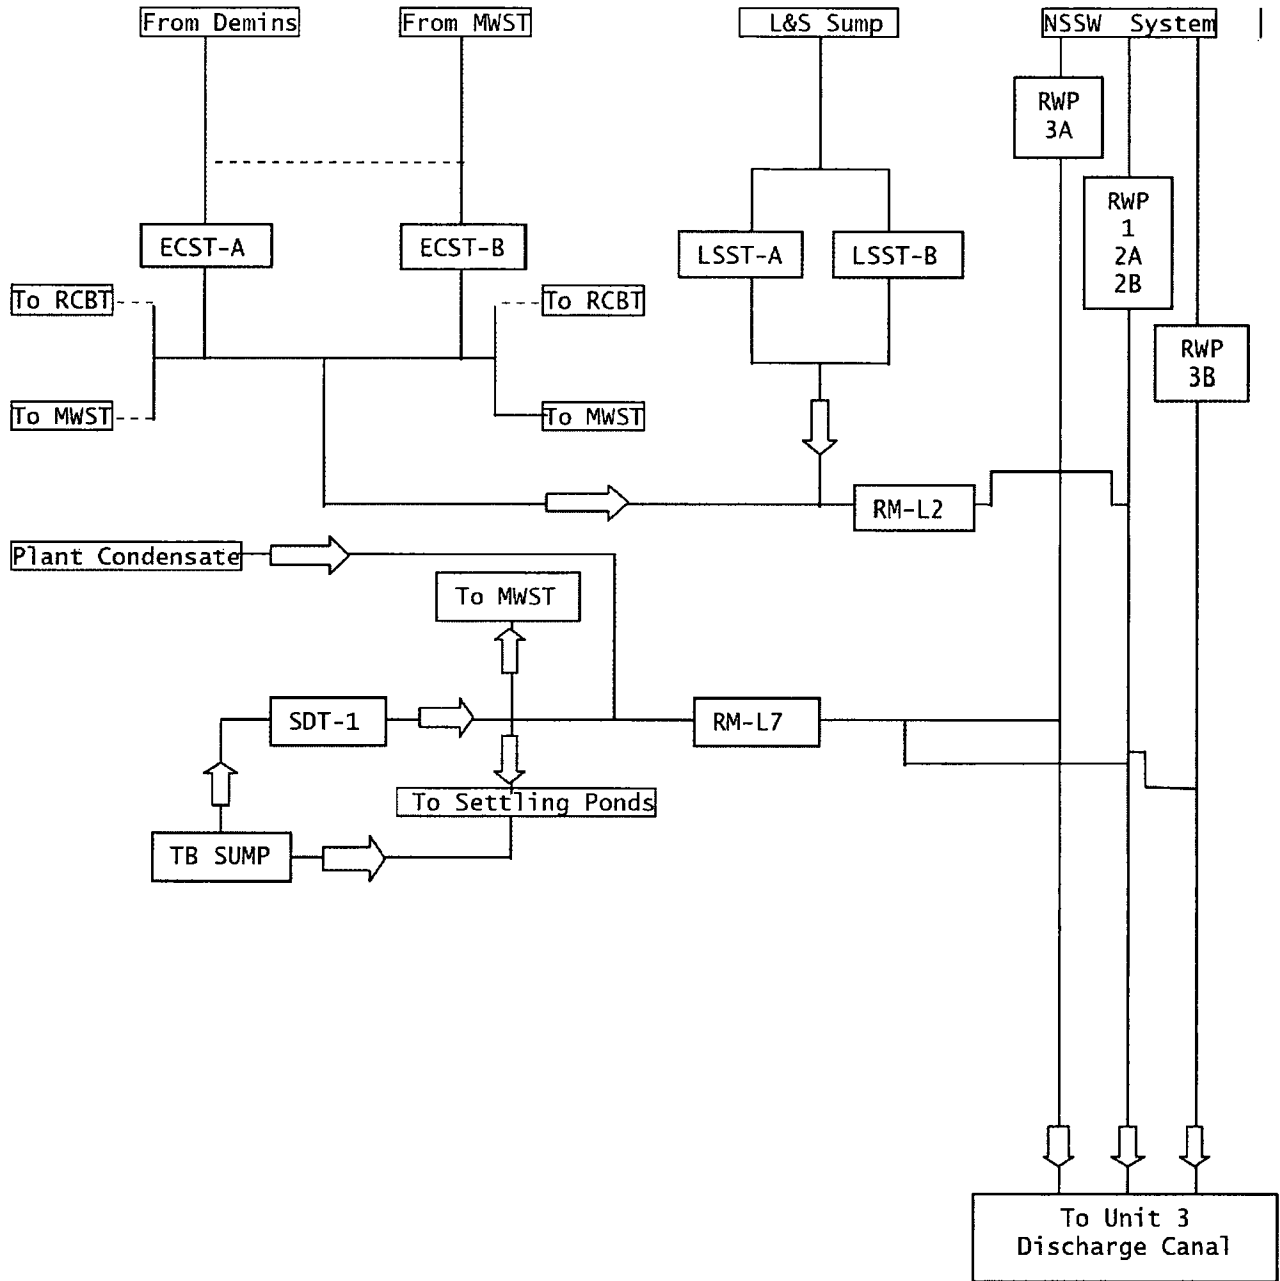 From Demins
From MWST
L&S Sump
NSSW System
RWP
3A
RWP
1
2A
2B
ECST-A
ECST-B
LSST-A
LSST-B
To RCBT
To RCBT
RWP
3B
To MWST
To MWST
RM-L2
Plant Condensate
To MWST
SDT-1
RM-L7
To Settling Ponds
TB SUMP
To Unit 3
Discharge Canal